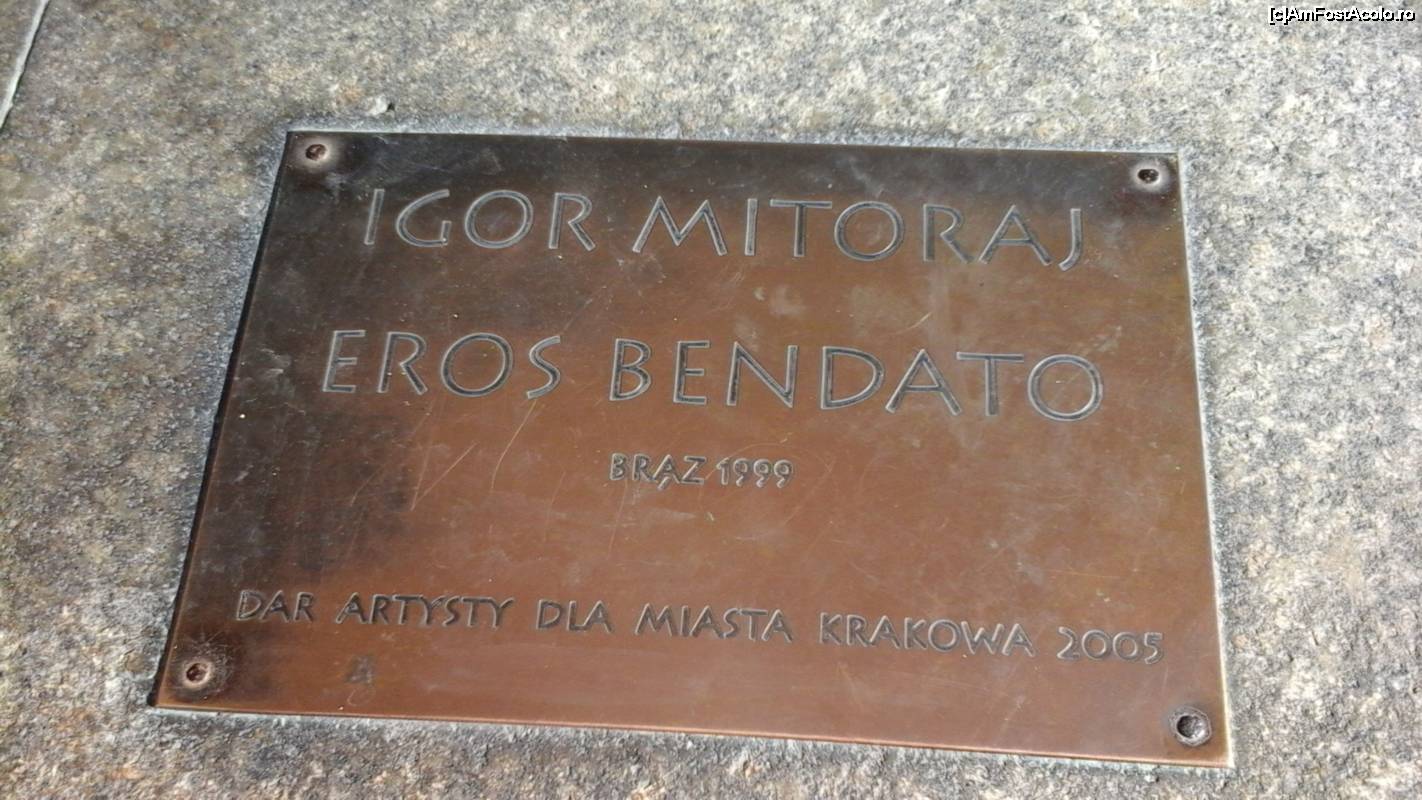 [c]AmFostAcolo.ro
IGOR MITORAJ
EROS BENDATO
BRĄZ 1999
DAR ARTYSTY DLA MIASTA KRAKOWA 2005